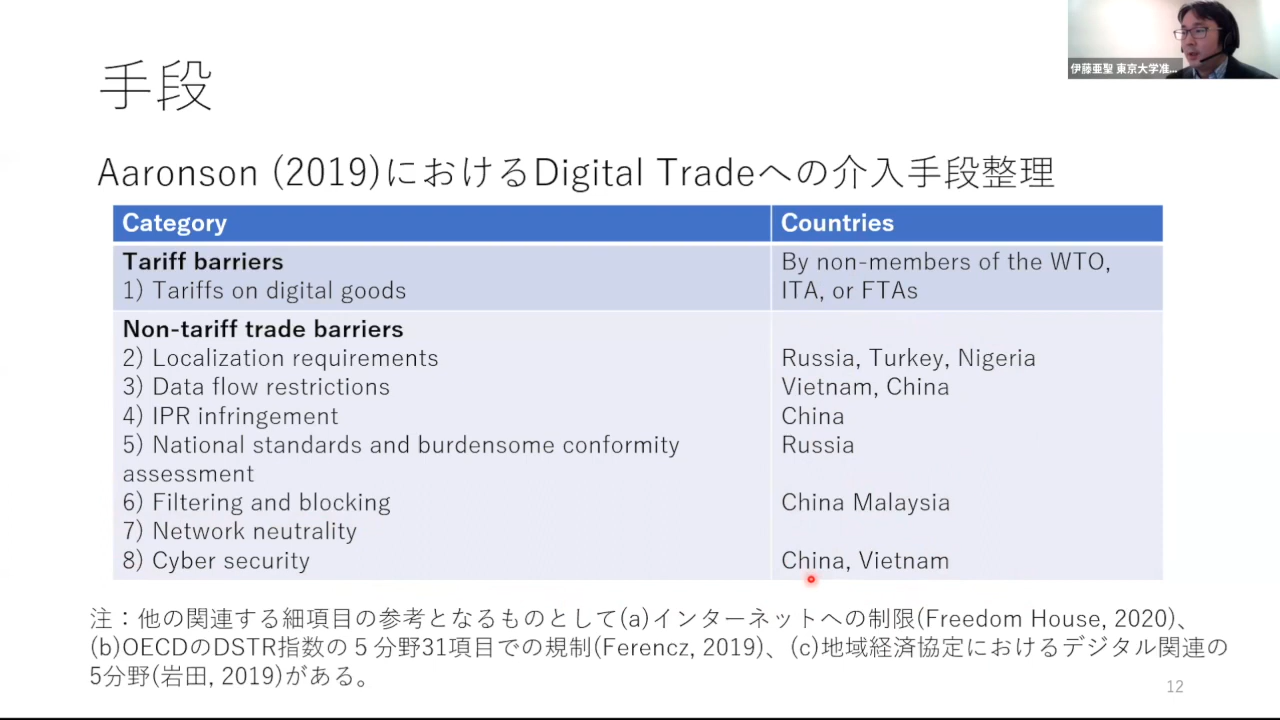 伊藤亜聖 東京大学准...
手段
Aaronson (2019)におけるDigital Tradeへの介入手段整理
Category Countries
Tariff barriers By non-members of the WTO,
1) Tariffs on digital goods ITA, or FTAs
Non-tariff trade barriers
2) Localization requirements Russia, Turkey, Nigeria
3) Data flow restrictions Vietnam, China
4) IPR infringement China
5) National standards and burdensome conformity Russia
assessment
6) Filtering and blocking China Malaysia
7) Network neutrality
8) Cyber security China, Vietnam
注：他の関連する細項目の参考となるものとして(a)インターネットへの制限(Freedom House, 2020)、
(b)OECDのDSTR指数の５分野31項目での規制(Ferencz, 2019)、(c)地域経済協定におけるデジタル関連の
5分野(岩田, 2019)がある。
12